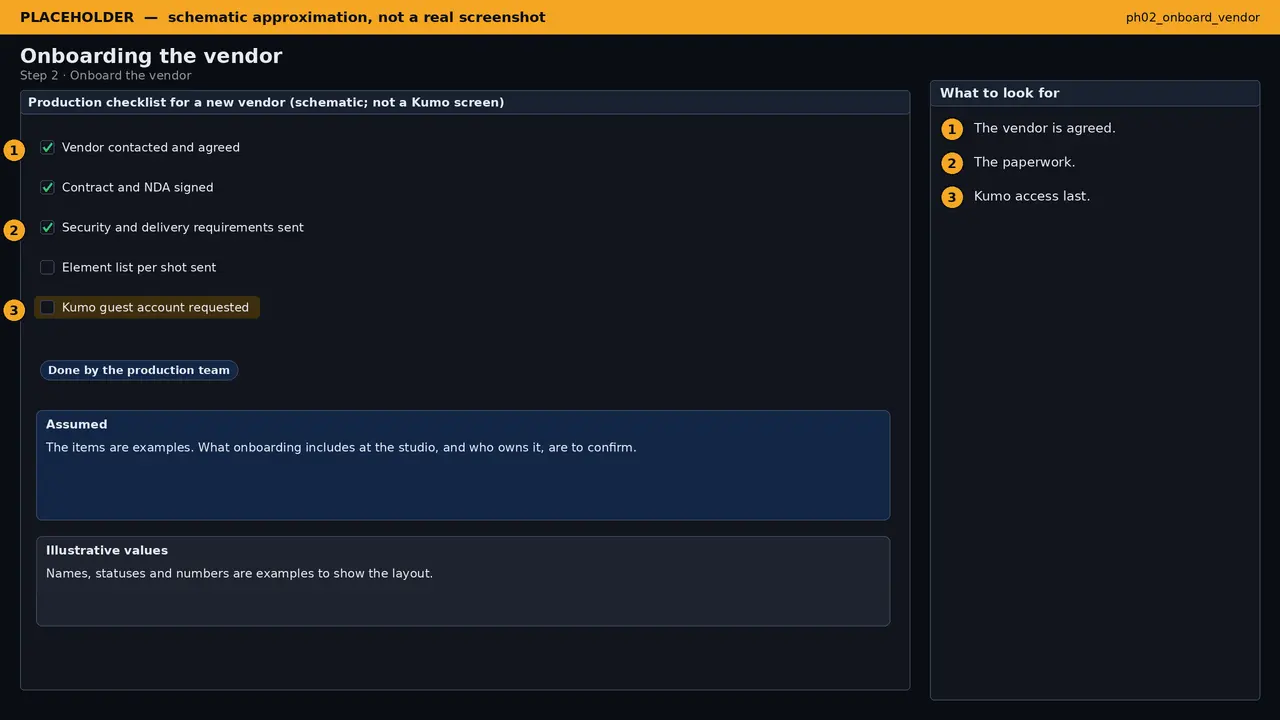 PLACEHOLDER — schematic approximation, not a real screenshot
ph02_onboard_vendor
Onboarding the vendor
Step 2 · Onboard the vendor
Production checklist for a new vendor (schematic; not a Kumo screen)
1
Vendor contacted and agreed
Contract and NDA signed
2
Security and delivery requirements sent
Element list per shot sent
3
Kumo guest account requested
Done by the production team
Assumed
The items are examples. What onboarding includes at the studio, and who owns it, are to confirm.
Illustrative values
Names, statuses and numbers are examples to show the layout.
What to look for
1 The vendor is agreed.
2 The paperwork.
3 Kumo access last.